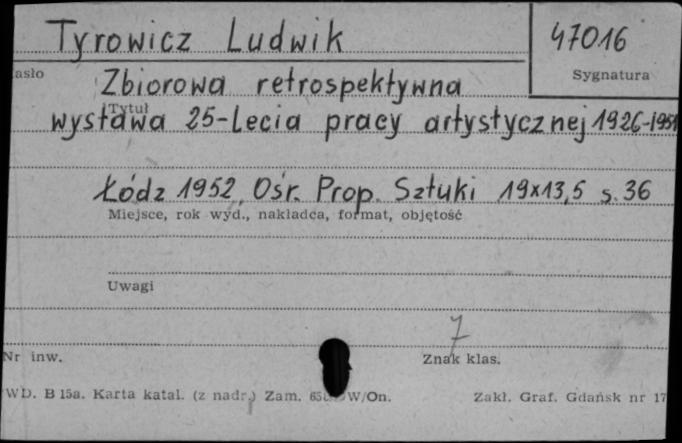 Tyrowicz Ludwik
47016
asło
Sygnatura
Zbiorowa retrospektywna
Tytuł
wystawa 25-Lecia pracy artystycznej 1926-1951
Łódz 1952, Ośr. Prop. Sztuki 19x13,5 s. 36
Miejsce, rok wyd., nakładca, format, objętość
Uwagi
7
Nr inw.
Znak klas.
WD. B 15a. Karta katal. (z nadr.) Zam. W/On.
Zakł. Graf. Gdańsk nr 17